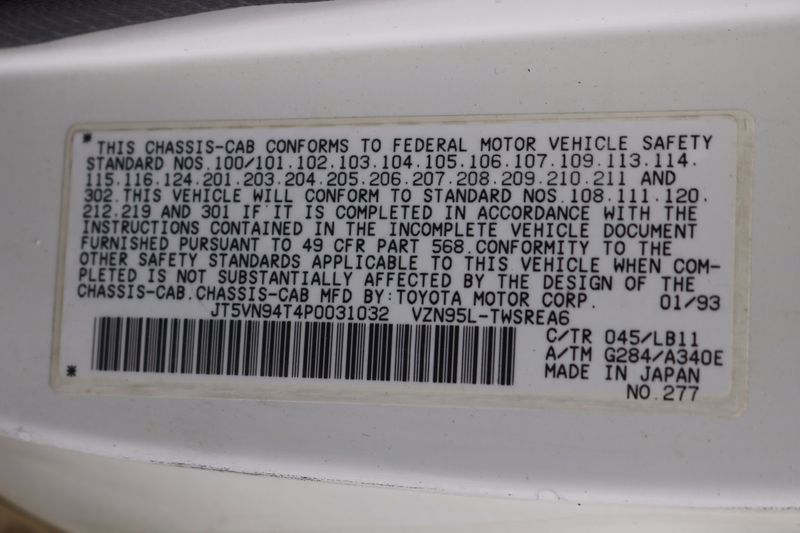 * THIS CHASSIS-CAB CONFORMS TO FEDERAL MOTOR VEHICLE SAFETY
STANDARD NOS.100/101.102.103.104.105.106.107.109.113.114.
115.116.124.201.203.204.205.206.207.208.209.210.211 AND
302.THIS VEHICLE WILL CONFORM TO STANDARD NOS.108.111.120.
212.219 AND 301 IF IT IS COMPLETED IN ACCORDANCE WITH THE
INSTRUCTIONS CONTAINED IN THE INCOMPLETE VEHICLE DOCUMENT
FURNISHED PURSUANT TO 49 CFR PART 568.CONFORMITY TO THE
OTHER SAFETY STANDARDS APPLICABLE TO THIS VEHICLE WHEN COM-
PLETED IS NOT SUBSTANTIALLY AFFECTED BY THE DESIGN OF THE
CHASSIS-CAB.CHASSIS-CAB MFD BY:TOYOTA MOTOR CORP. 01/93
JT5VN94T4P0031032 VZN95L-TWSREA6
C/TR 045/LB11
A/TM G284/A340E
* MADE IN JAPAN
NO.277